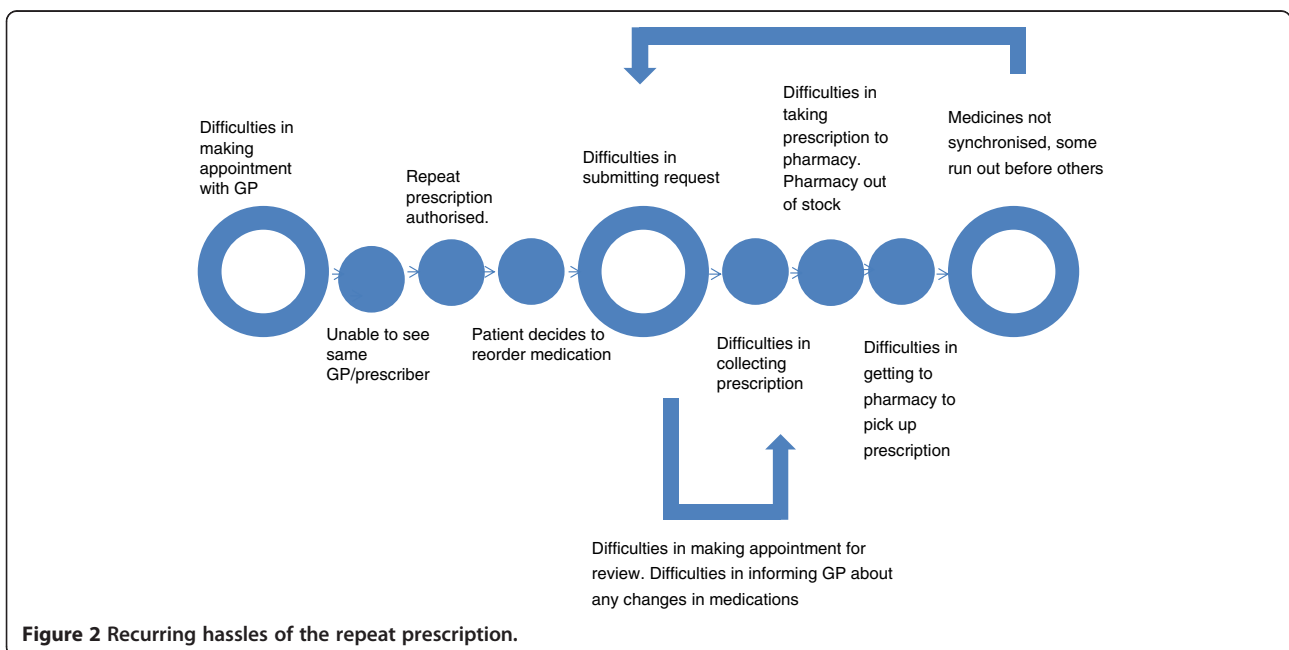 Difficulties in
making
appointment
with GP
Unable to see
same
GP/prescriber
Repeat
prescription
authorised.
Patient decides to
reorder medication
Difficulties in
submitting request
Difficulties in
collecting
prescription
Difficulties in
taking
prescription to
pharmacy.
Pharmacy out
of stock
Difficulties in
getting to
pharmacy to
pick up
prescription
Medicines not
synchronised, some
run out before others
Difficulties in making appointment for
review. Difficulties in informing GP about
any changes in medications
Figure 2 Recurring hassles of the repeat prescription.